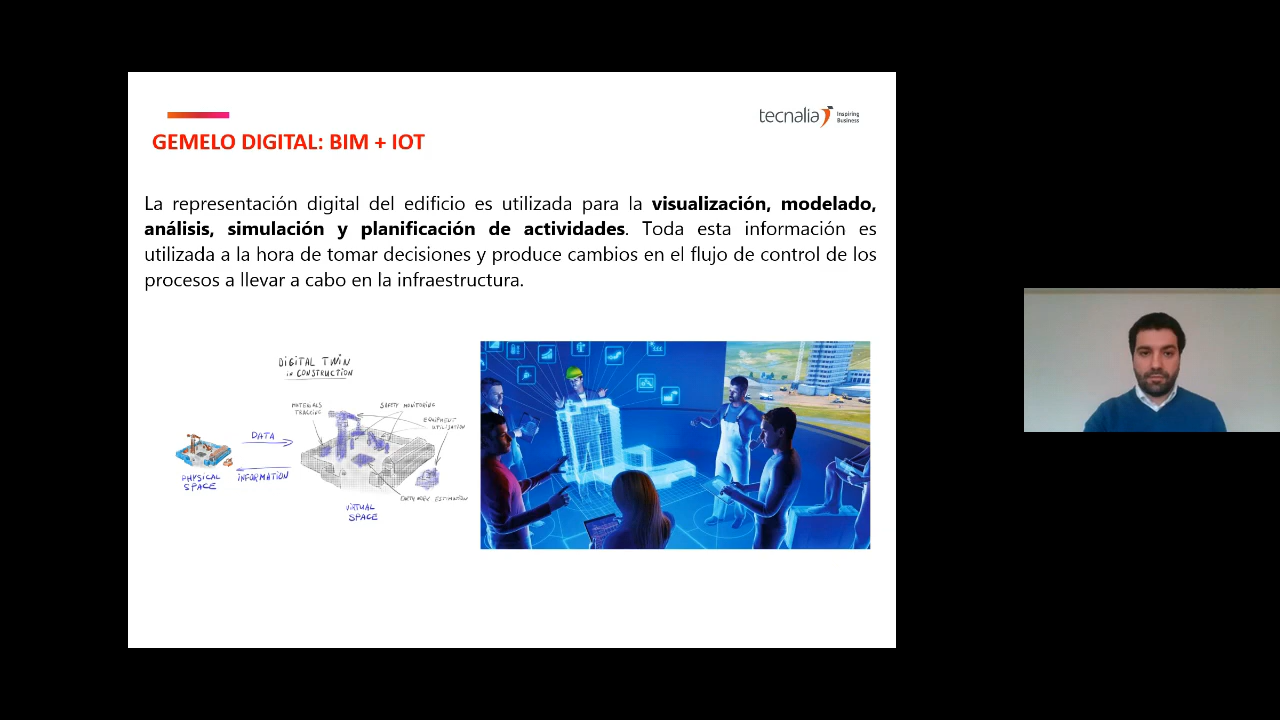 tecnalia Inspiring Business
GEMELO DIGITAL: BIM + IOT
La representación digital del edificio es utilizada para la visualización, modelado,
análisis, simulación y planificación de actividades. Toda esta información es
utilizada a la hora de tomar decisiones y produce cambios en el flujo de control de los
procesos a llevar a cabo en la infraestructura.
DIGITAL TWIN
IN CONSTRUCTION
MATERIALS
TRACKING
SAFETY MONITORING
EQUIPMENT
UTILIZATION
DATA
INFORMATION
PHYSICAL
SPACE
ESTIMATION
VIRTUAL
SPACE